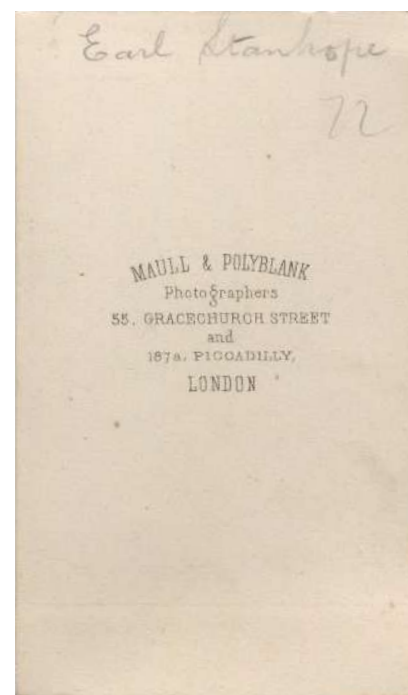 Earl Stanhope
72
MAULL & POLYBLANK
Photographers
55. GRACECHURCH STREET
and
187a. PICCADILLY,
LONDON